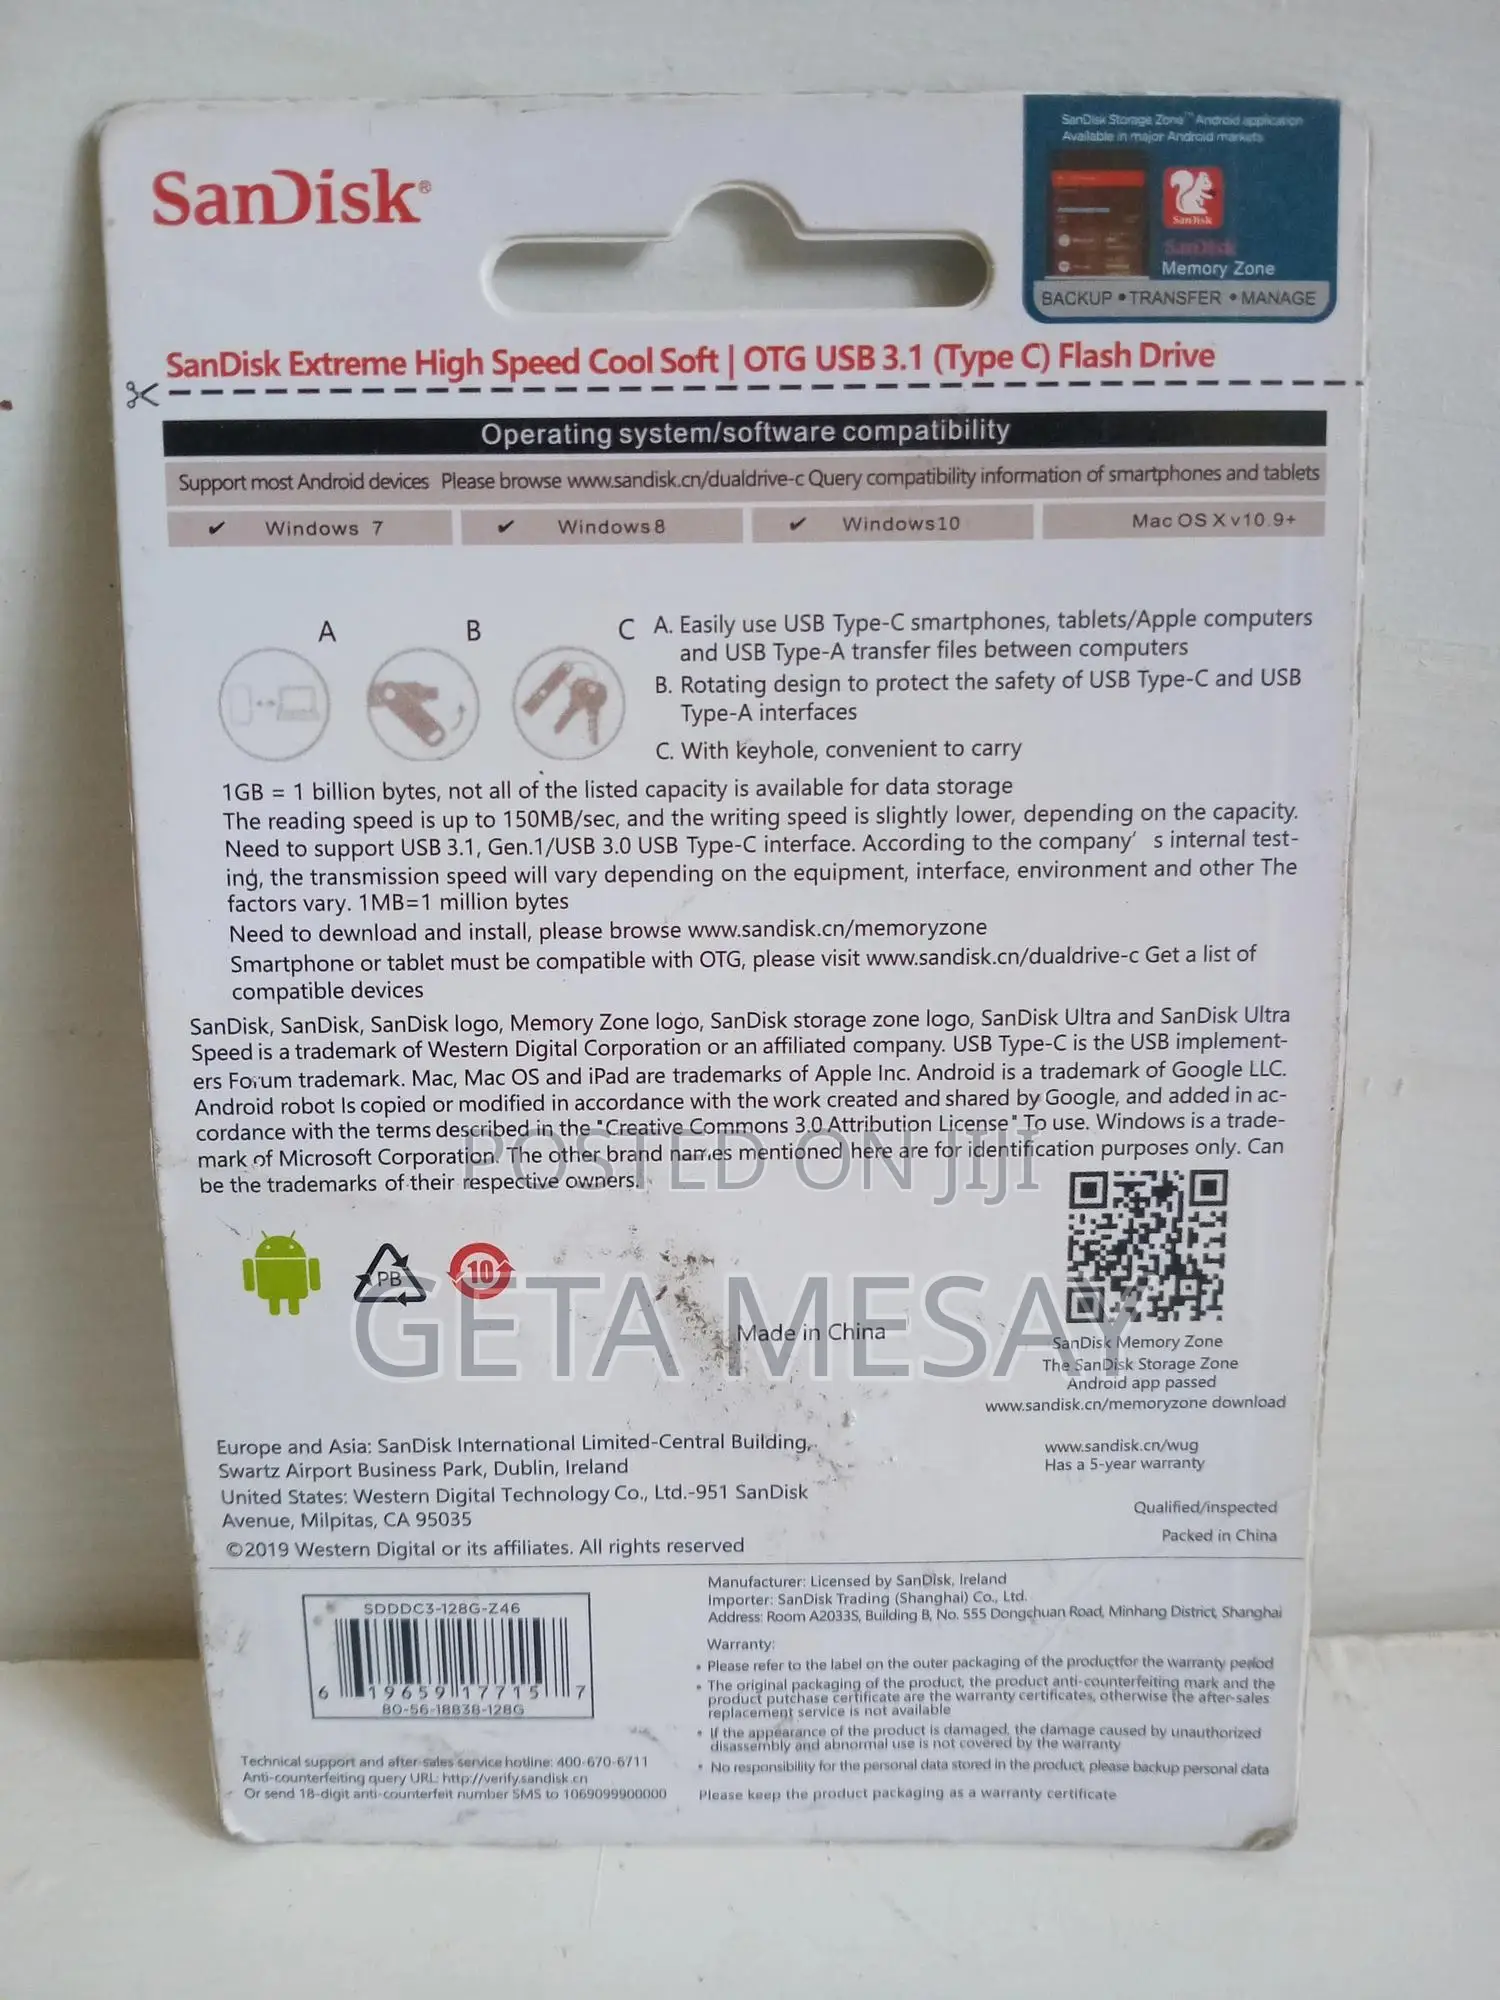 SanDisk®
SanDisk Storage Zone™ Android application
Available in major Android markets
SanDisk
SanDisk
Memory Zone
BACKUP • TRANSFER • MANAGE
SanDisk Extreme High Speed Cool Soft | OTG USB 3.1 (Type C) Flash Drive
Operating system/software compatibility
Support most Android devices Please browse www.sandisk.cn/dualdrive-c Query compatibility information of smartphones and tablets
✔ Windows 7 ✔ Windows8 ✔ Windows10 Mac OS X v10.9+
A B C
A. Easily use USB Type-C smartphones, tablets/Apple computers
and USB Type-A transfer files between computers
B. Rotating design to protect the safety of USB Type-C and USB
Type-A interfaces
C. With keyhole, convenient to carry
1GB = 1 billion bytes, not all of the listed capacity is available for data storage
The reading speed is up to 150MB/sec, and the writing speed is slightly lower, depending on the capacity.
Need to support USB 3.1, Gen.1/USB 3.0 USB Type-C interface. According to the company's internal test-
ing, the transmission speed will vary depending on the equipment, interface, environment and other The
factors vary. 1MB=1 million bytes
Need to dewnload and install, please browse www.sandisk.cn/memoryzone
Smartphone or tablet must be compatible with OTG, please visit www.sandisk.cn/dualdrive-c Get a list of
compatible devices
SanDisk, SanDisk, SanDisk logo, Memory Zone logo, SanDisk storage zone logo, SanDisk Ultra and SanDisk Ultra
Speed is a trademark of Western Digital Corporation or an affiliated company. USB Type-C is the USB implement-
ers Forum trademark. Mac, Mac OS and iPad are trademarks of Apple Inc. Android is a trademark of Google LLC.
Android robot Is copied or modified in accordance with the work created and shared by Google, and added in ac-
cordance with the terms described in the "Creative Commons 3.0 Attribution License" To use. Windows is a trade-
mark of Microsoft Corporation. The other brand names mentioned here are for identification purposes only. Can
be the trademarks of their respective owners.
POSTED ON JIJI
PB
10
GETA MESAY
Made in China
SanDisk Memory Zone
The SanDisk Storage Zone
Android app passed
www.sandisk.cn/memoryzone download
Europe and Asia: SanDisk International Limited-Central Building,
Swartz Airport Business Park, Dublin, Ireland
United States: Western Digital Technology Co., Ltd.-951 SanDisk
Avenue, Milpitas, CA 95035
©2019 Western Digital or its affiliates. All rights reserved
www.sandisk.cn/wug
Has a 5-year warranty
Qualified/inspected
Packed in China
SDDDC3-128G-Z46
6 19659 17715 7
80-56-18838-128G
Technical support and after-sales service hotline: 400-670-6711
Anti-counterfeiting query URL: http://verify.sandisk.cn
Or send 18-digit anti-counterfeit number SMS to 1069099900000
Manufacturer: Licensed by SanDisk, Ireland
Importer: SanDisk Trading (Shanghai) Co., Ltd.
Address: Room A2033S, Building B, No. 555 Dongchuan Road, Minhang District, Shanghai
Warranty:
• Please refer to the label on the outer packaging of the productfor the warranty period
• The original packaging of the product, the product anti-counterfeiting mark and the
product putchase certificate are the warranty certificates, otherwise the after-sales
replacement service is not available
• If the appearance of the product is damaged, the damage caused by unauthorized
disassembly and abnormal use is not covered by the warranty
• No responsibility for the personal data stored in the product, please backup personal data
Please keep the product packaging as a warranty certificate